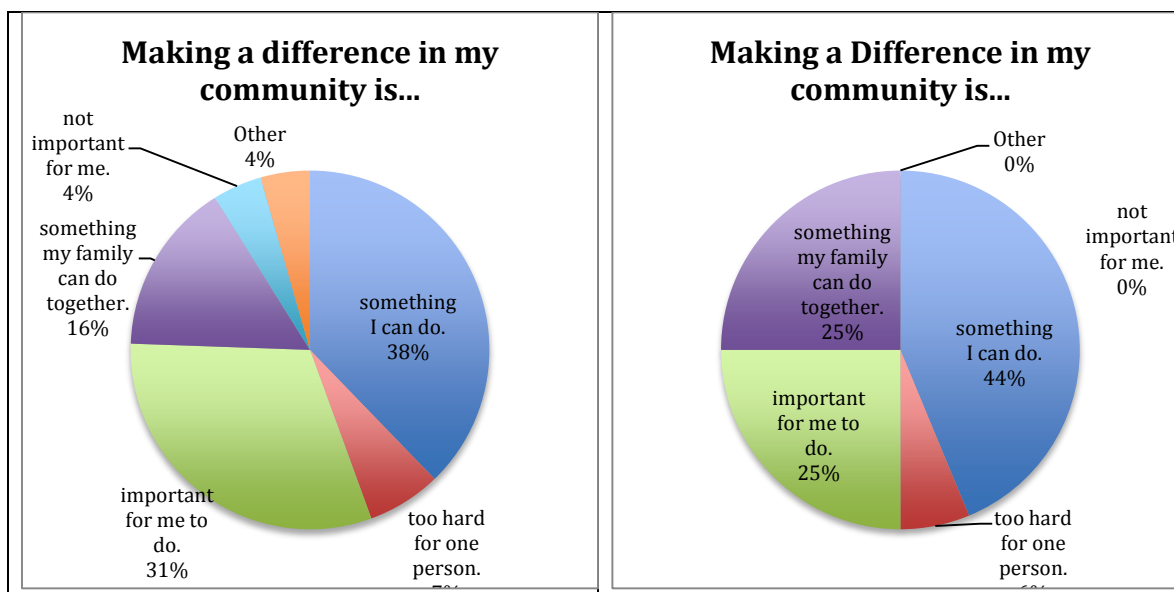 Making a difference in my
community is...
not
important
for me.
4%
Other
4%
something
my family
can do
together.
16%
something
I can do.
38%
important
for me to
do.
31%
too hard
for one
person.
7%
Making a Difference in my
community is...
Other
0%
not
important
for me.
0%
something
my family
can do
together.
25%
something
I can do.
44%
important
for me to
do.
25%
too hard
for one
person.
6%